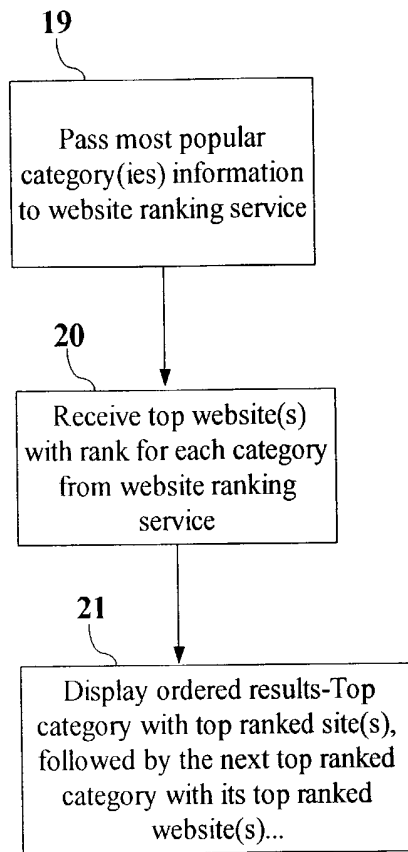 19
Pass most popular
category(ies) information
to website ranking service
20
Receive top website(s)
with rank for each category
from website ranking
service
21
Display ordered results-Top
category with top ranked site(s),
followed by the next top ranked
category with its top ranked
website(s)...